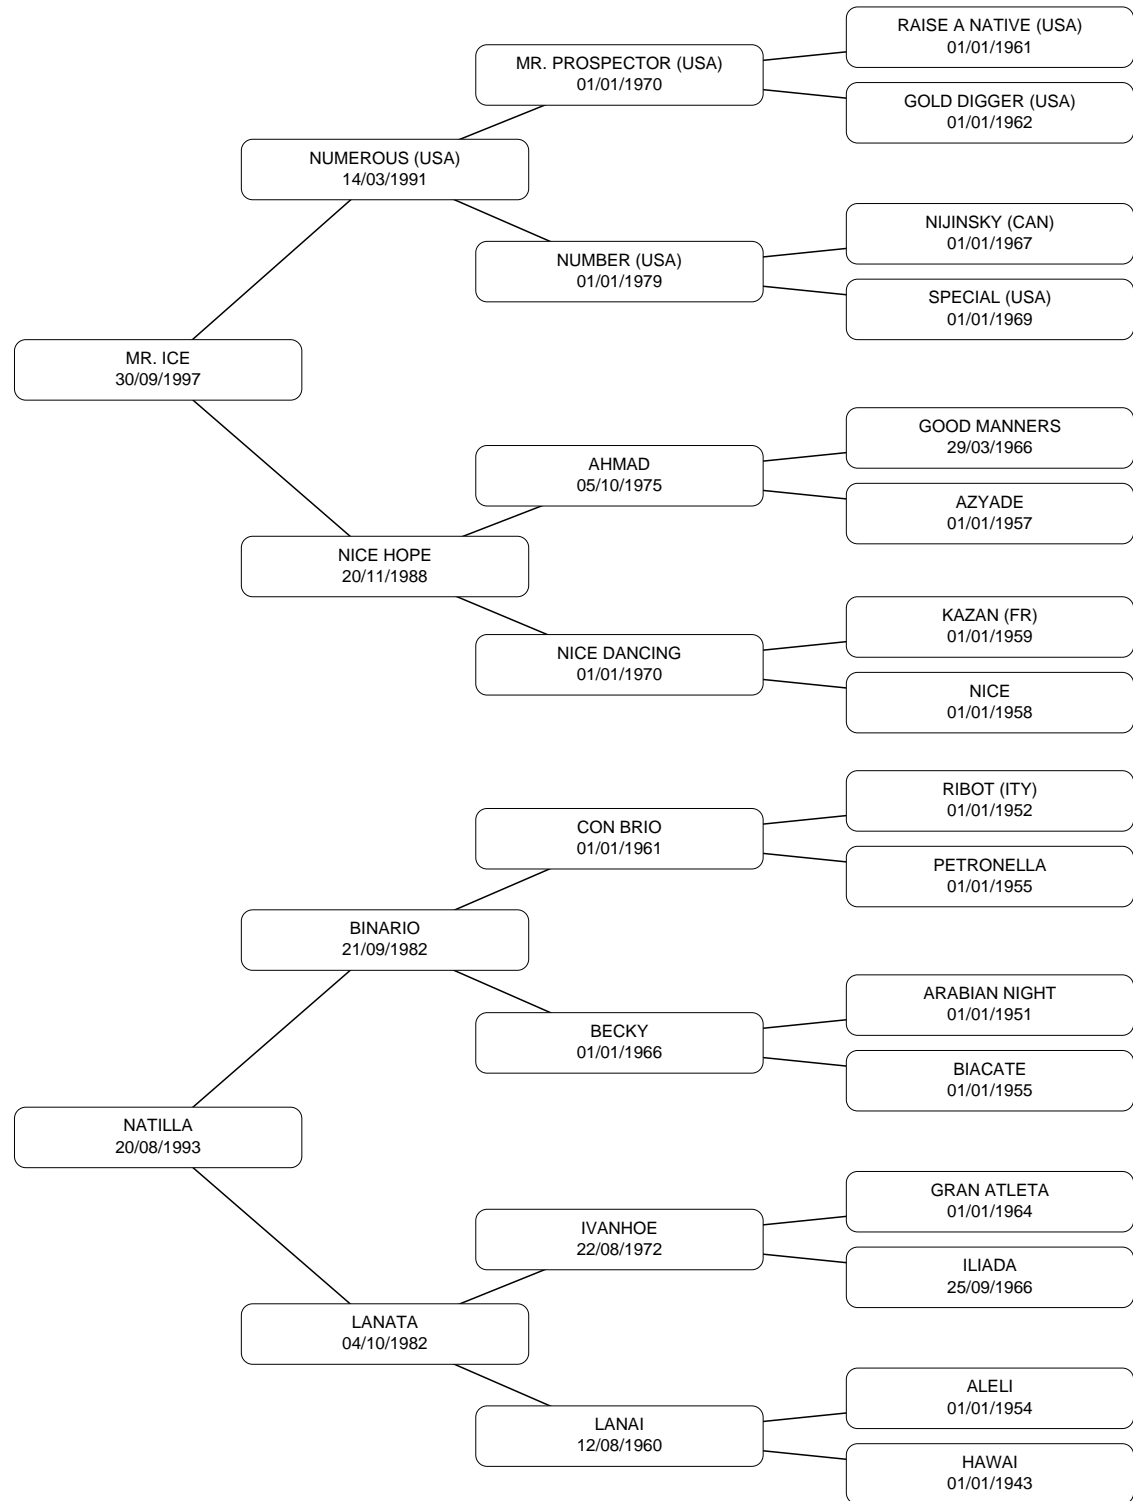 RAISE A NATIVE (USA)
01/01/1961
MR. PROSPECTOR (USA)
01/01/1970
GOLD DIGGER (USA)
01/01/1962
NUMEROUS (USA)
14/03/1991
NIJINSKY (CAN)
01/01/1967
NUMBER (USA)
01/01/1979
SPECIAL (USA)
01/01/1969
MR. ICE
30/09/1997
GOOD MANNERS
29/03/1966
AHMAD
05/10/1975
AZYADE
01/01/1957
NICE HOPE
20/11/1988
KAZAN (FR)
01/01/1959
NICE DANCING
01/01/1970
NICE
01/01/1958
RIBOT (ITY)
01/01/1952
CON BRIO
01/01/1961
PETRONELLA
01/01/1955
BINARIO
21/09/1982
ARABIAN NIGHT
01/01/1951
BECKY
01/01/1966
BIACATE
01/01/1955
NATILLA
20/08/1993
GRAN ATLETA
01/01/1964
IVANHOE
22/08/1972
ILIADA
25/09/1966
LANATA
04/10/1982
ALELI
01/01/1954
LANAI
12/08/1960
HAWAI
01/01/1943